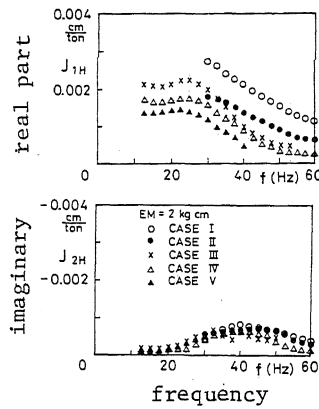 real part
0.004
cm/ton
J1H
0.002
0
0 20 40 60
f (Hz)
imaginary
-0.004
cm/ton
J2H
-0.002
0
EM = 2 kg cm
○ CASE I
● CASE II
× CASE III
△ CASE IV
▲ CASE V
0 20 40 60
f (Hz)
frequency